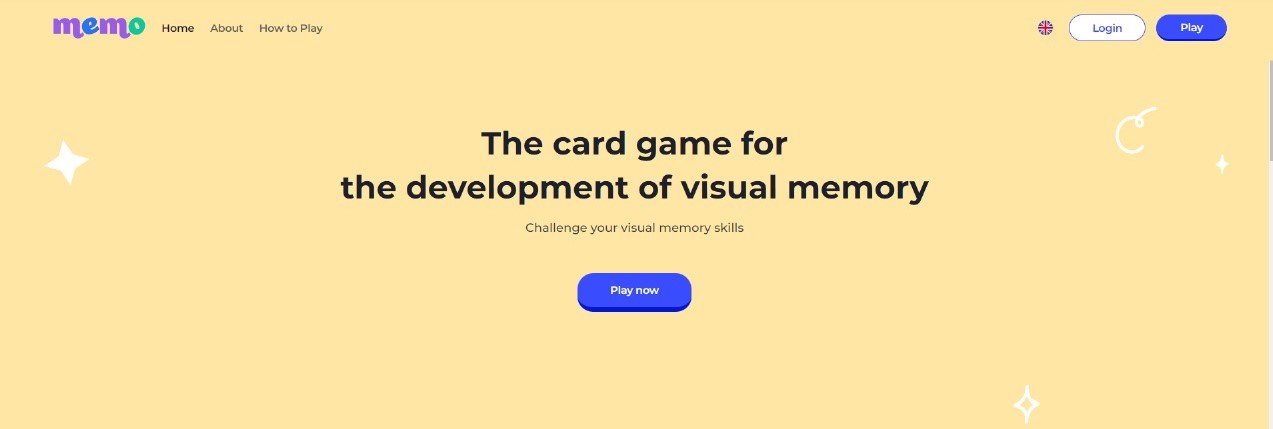 memo
Home
About
How to Play
Login
Play
The card game for
the development of visual memory
Challenge your visual memory skills
Play now